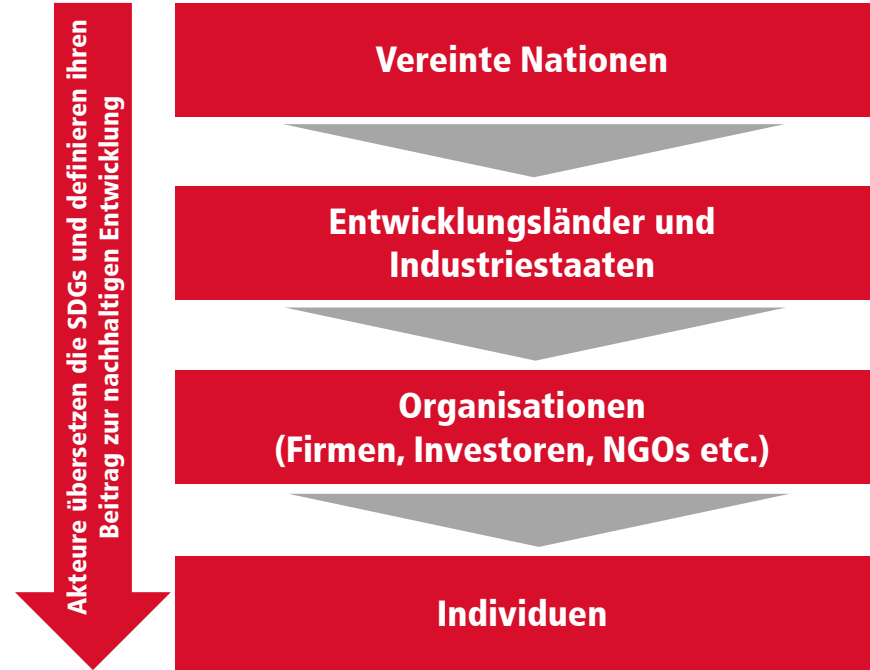 Akteure übersetzen die SDGs und definieren ihren
Beitrag zur nachhaltigen Entwicklung
Vereinte Nationen
Entwicklungsländer und
Industriestaaten
Organisationen
(Firmen, Investoren, NGOs etc.)
Individuen